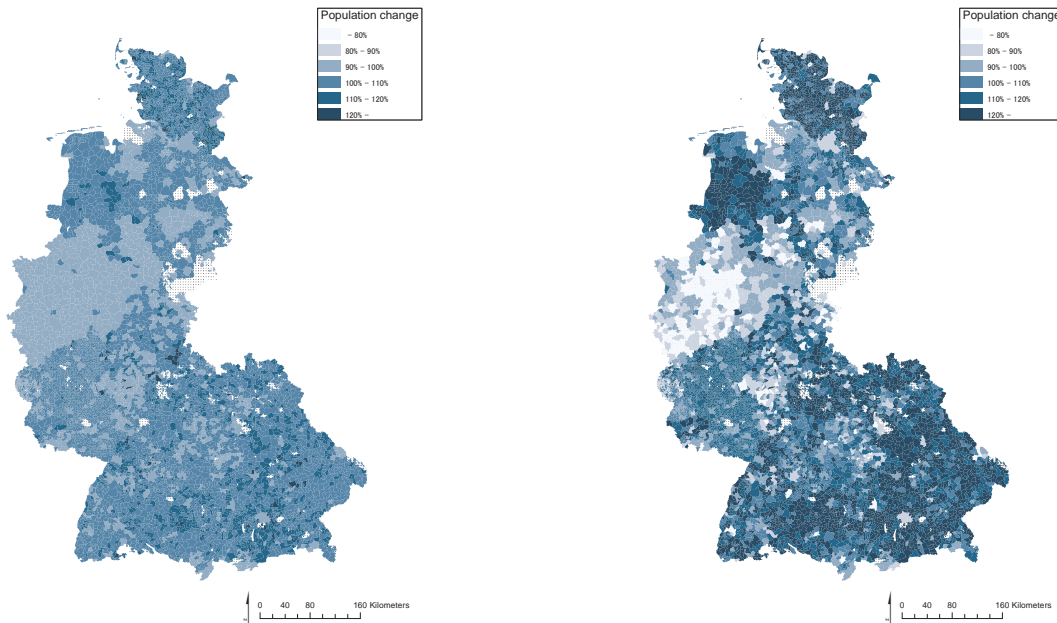 Population change
- 80%
80% - 90%
90% - 100%
100% - 110%
110% - 120%
120% -
0 40 80 160 Kilometers
Population change
- 80%
80% - 90%
90% - 100%
100% - 110%
110% - 120%
120% -
0 40 80 160 Kilometers